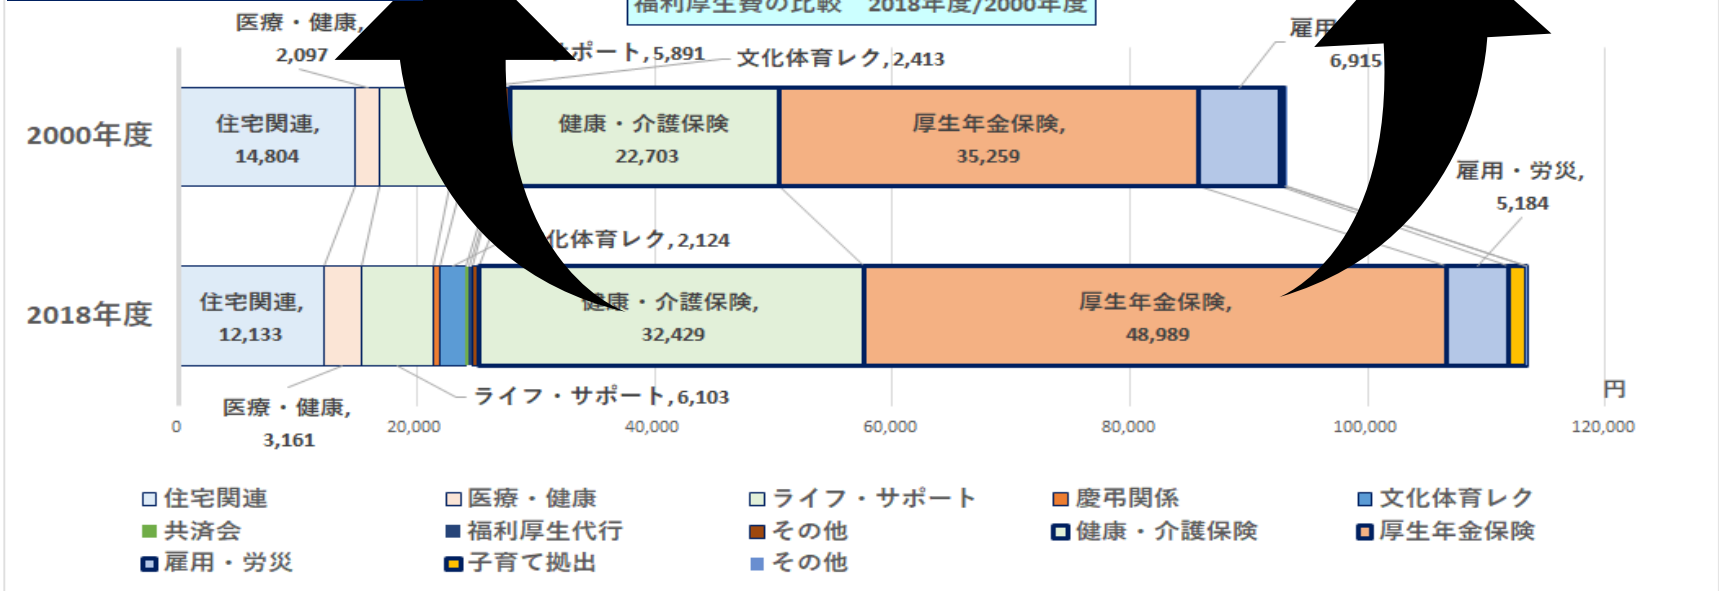 福利厚生費の比較　2018年度/2000年度
医療・健康,
2,097
ポート, 5,891
文化体育レク, 2,413
雇用
6,915
2000年度
住宅関連,
14,804
健康・介護保険
22,703
厚生年金保険,
35,259
雇用・労災,
5,184
化体育レク, 2,124
2018年度
住宅関連,
12,133
健康・介護保険,
32,429
厚生年金保険,
48,989
医療・健康,
3,161
ライフ・サポート, 6,103
円
0 20,000 40,000 60,000 80,000 100,000 120,000
住宅関連 医療・健康 ライフ・サポート 慶弔関係 文化体育レク
共済会 福利厚生代行 その他 健康・介護保険 厚生年金保険
雇用・労災 子育て拠出 その他